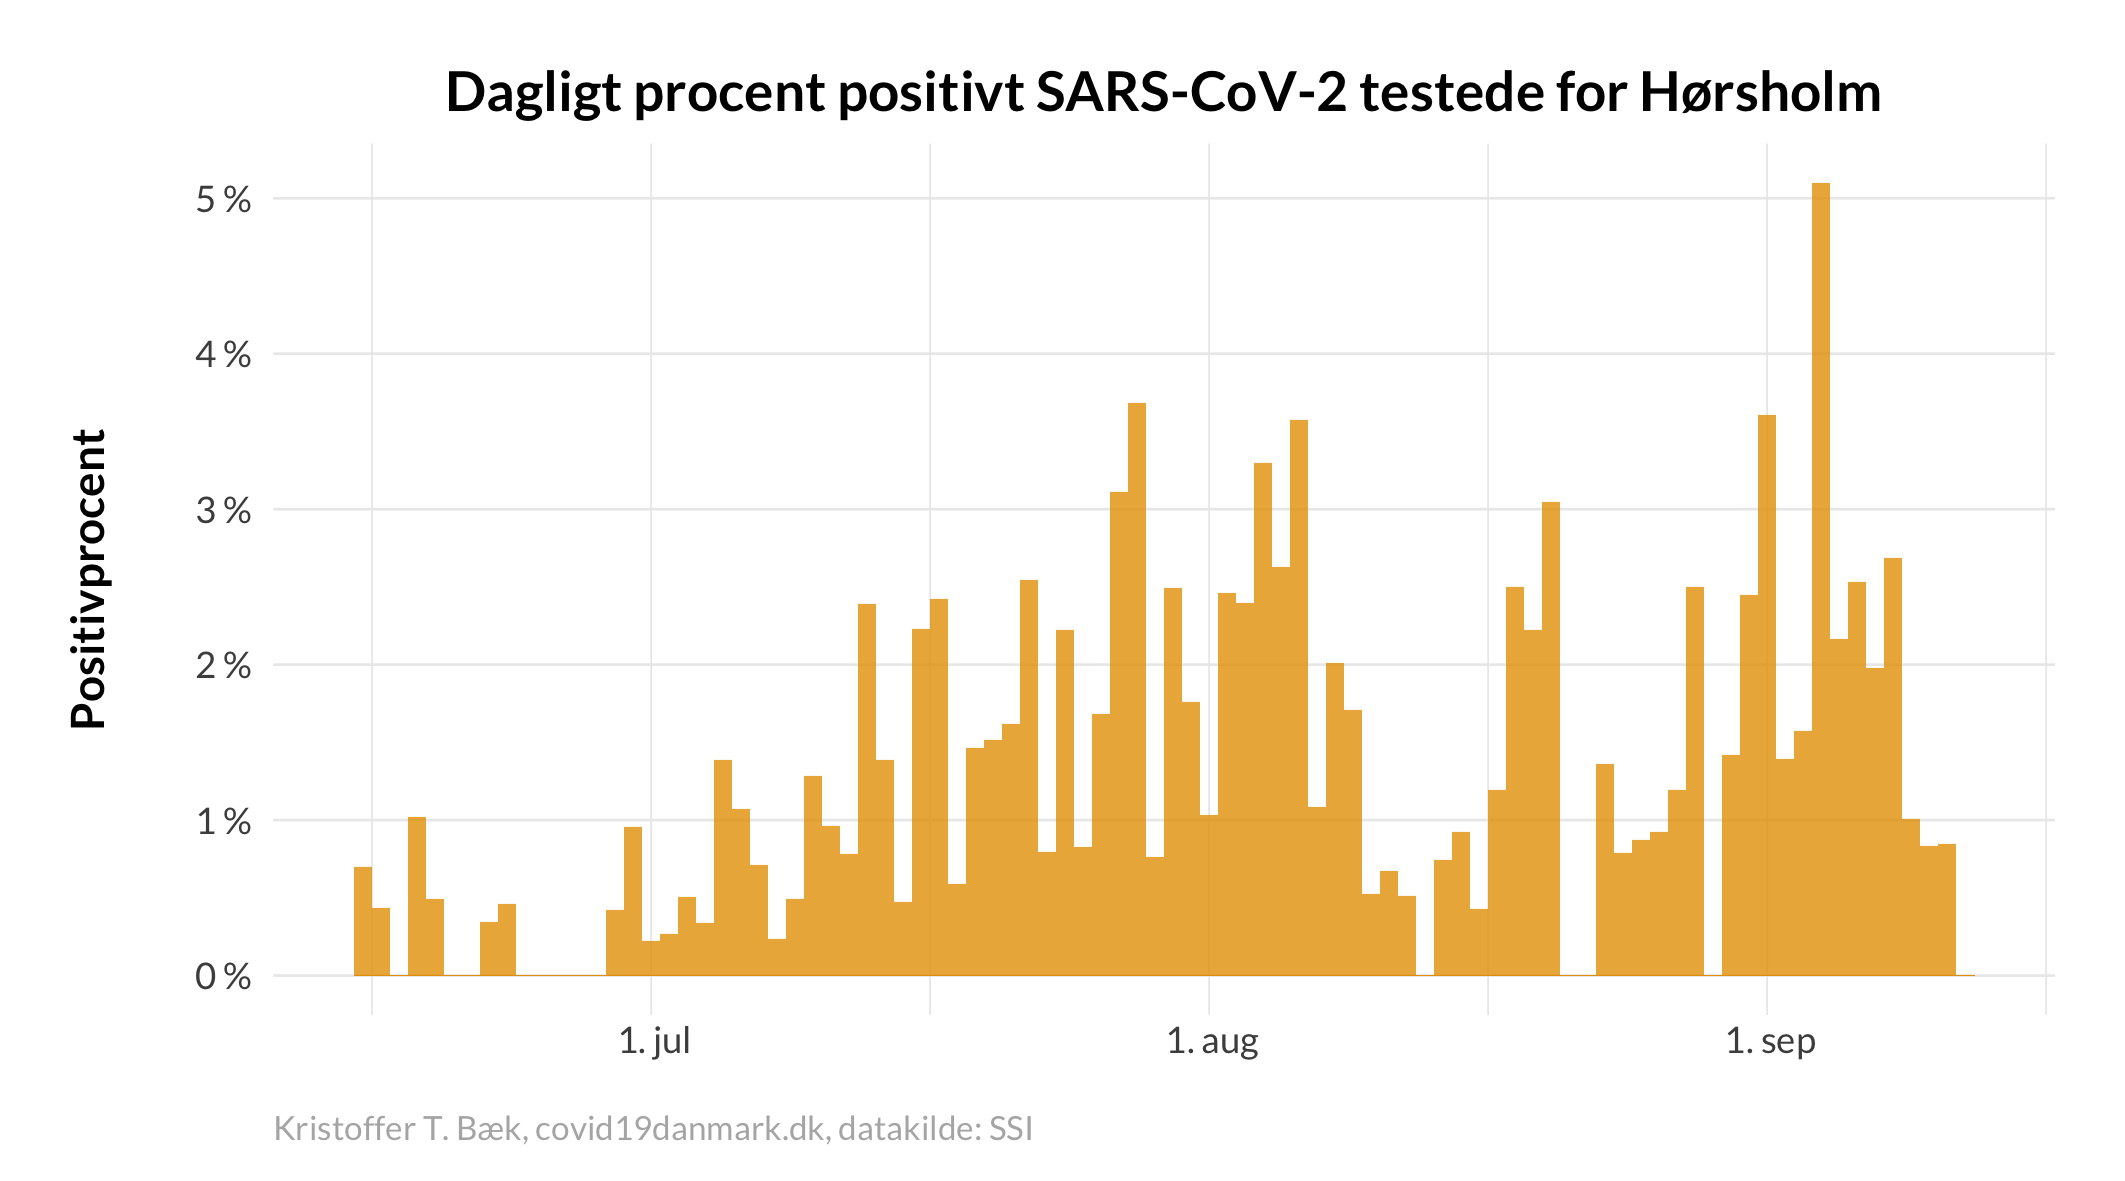 Dagligt procent positivt SARS-CoV-2 testede for Hørsholm
Positivprocent
5 %
4 %
3 %
2 %
1 %
0 %
1. jul
1. aug
1. sep
Kristoffer T. Bæk, covid19danmark.dk, datakilde: SSI